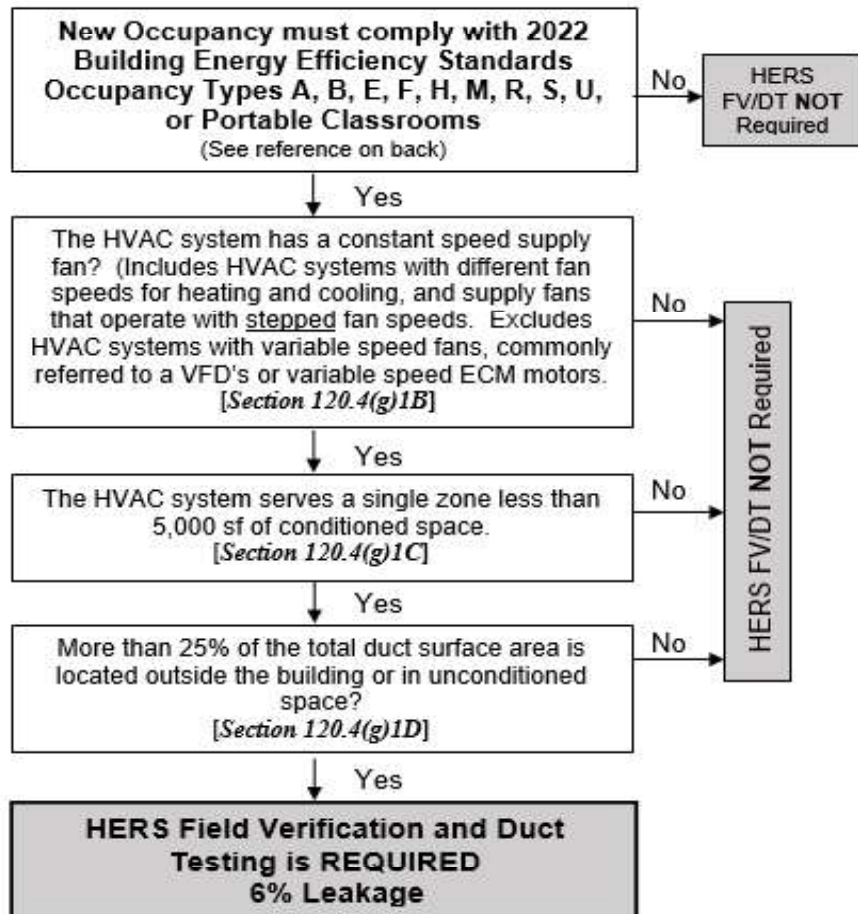 New Occupancy must comply with 2022
Building Energy Efficiency Standards
Occupancy Types A, B, E, F, H, M, R, S, U,
or Portable Classrooms
(See reference on back)
No
HERS
FV/DT NOT
Required
Yes
The HVAC system has a constant speed supply
fan? (Includes HVAC systems with different fan
speeds for heating and cooling, and supply fans
that operate with stepped fan speeds. Excludes
HVAC systems with variable speed fans, commonly
referred to a VFD's or variable speed ECM motors.
[Section 120.4(g)1B]
No
HERS FV/DT NOT Required
Yes
The HVAC system serves a single zone less than
5,000 sf of conditioned space.
[Section 120.4(g)1C]
No
Yes
More than 25% of the total duct surface area is
located outside the building or in unconditioned
space?
[Section 120.4(g)1D]
No
Yes
HERS Field Verification and Duct
Testing is REQUIRED
6% Leakage